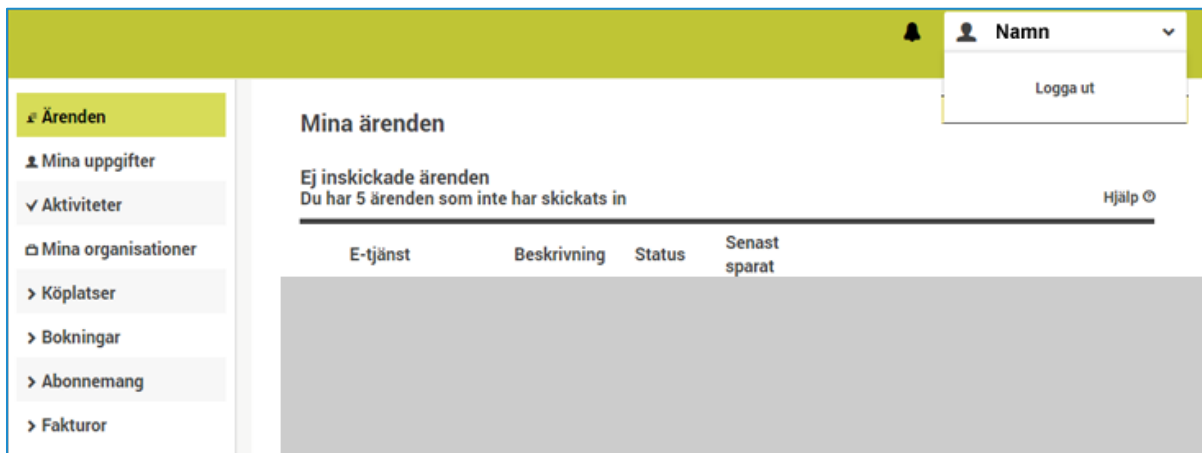 Namn
Logga ut
Ärenden
Mina uppgifter
Aktiviteter
Mina organisationer
Köplatser
Bokningar
Abonnemang
Fakturor
Mina ärenden
Ej inskickade ärenden
Du har 5 ärenden som inte har skickats in
Hjälp
E-tjänst Beskrivning Status Senast
sparat